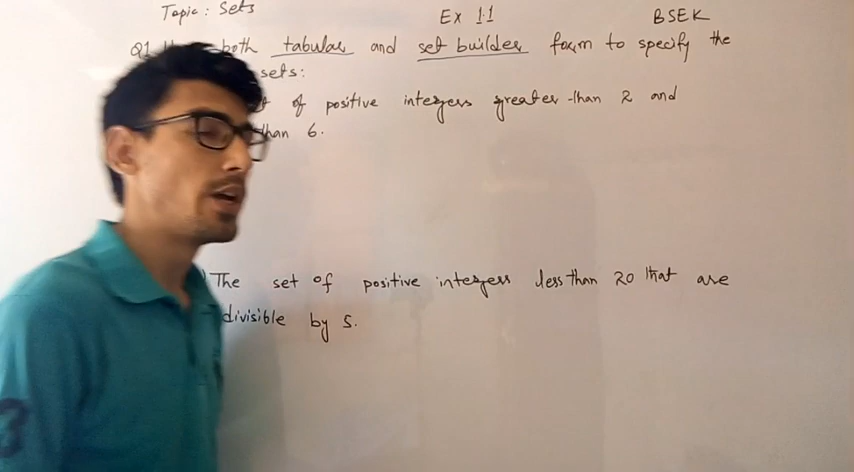 Topic: Sets Ex 1.1 BSEK
Q1 both tabular and set builder form to specify the
sets:
of positive integers greater than 2 and
than 6.
The set of positive integers less than 20 that are
divisible by 5.
3